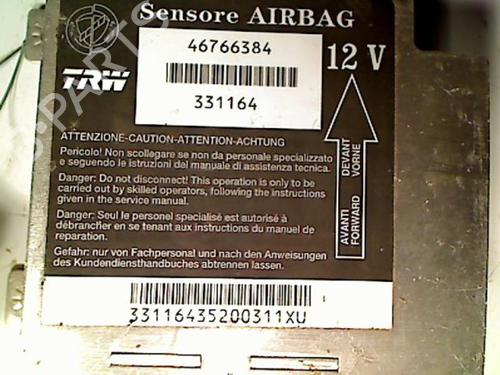 Sensore AIRBAG
46766384
12 V
TRW
331164
ATTENZIONE-CAUTION-ATTENTION-ACHTUNG
Pericolo! Non scollegare se non da personale specializzato
e seguendo le istruzioni del manuale di assistenza tecnica.
Danger: Do not disconnect! This operation is only to be
carried out by skilled operators, following the instructions
given in the service manual.
Danger: Seul le personel specialisé est autorisé à
débrancher en se tenant aux instructions du manuel de
reparation.
Gefahr: nur von Fachpersonal und nach den Anweisungen
des Kundendiensthandbuches abtrennen lassen.
AVANTI DEVANT
FORWARD VORNE
33116435200311XU